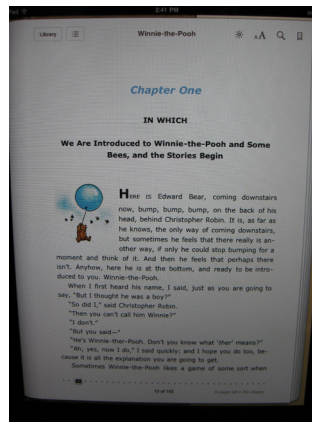 2:41 PM
Library
Winnie-the-Pooh
AA
Chapter One
IN WHICH
We Are Introduced to Winnie-the-Pooh and Some
Bees, and the Stories Begin
HERE IS Edward Bear, coming downstairs
now, bump, bump, bump, on the back of his
head, behind Christopher Robin. It is, as far as
he knows, the only way of coming downstairs,
but sometimes he feels that there really is an-
other way, if only he could stop bumping for a
moment and think of it. And then he feels that perhaps there
isn't. Anyhow, here he is at the bottom, and ready to be intro-
duced to you. Winnie-the-Pooh.
When I first heard his name, I said, just as you are going to
say, "But I thought he was a boy?"
"So did I," said Christopher Robin.
"Then you can't call him Winnie?"
"I don't."
"But you said—"
"He's Winnie-ther-Pooh. Don't you know what 'ther' means?"
"Ah, yes, now I do," I said quickly; and I hope you do too, be-
cause it is all the explanation you are going to get.
Sometimes Winnie-the-Pooh likes a game of some sort when